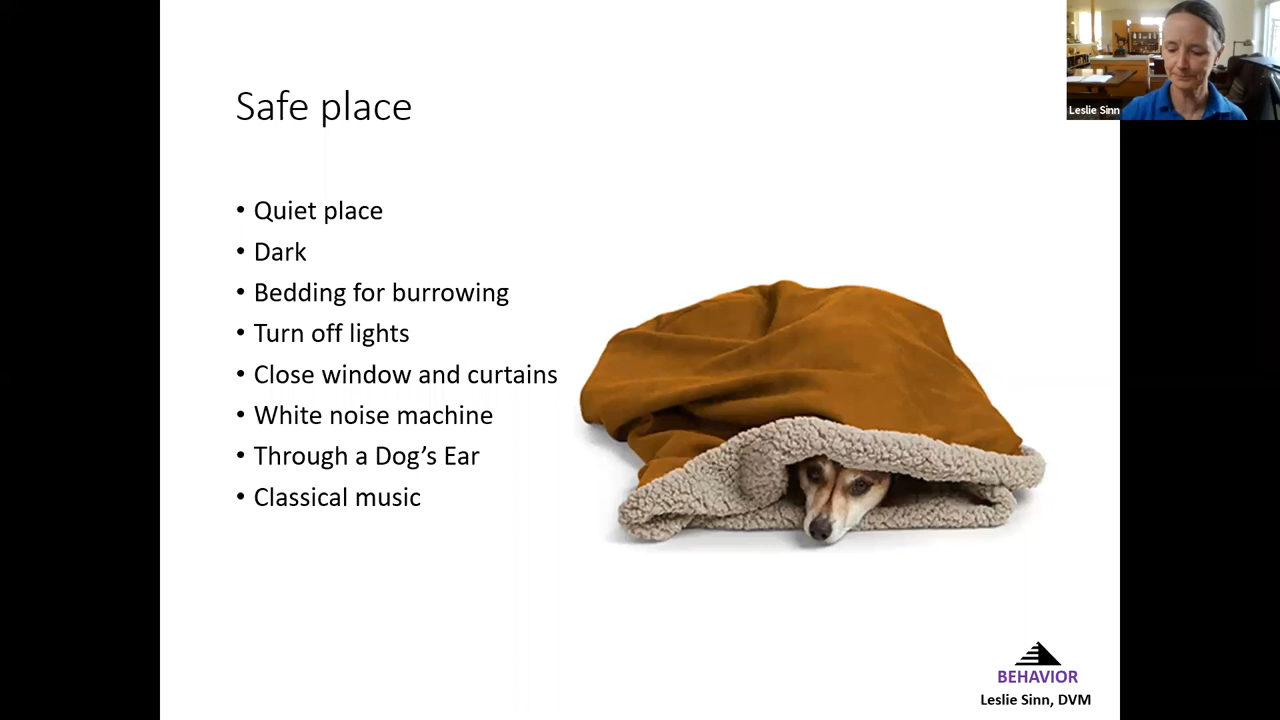 Safe place
• Quiet place
• Dark
• Bedding for burrowing
• Turn off lights
• Close window and curtains
• White noise machine
• Through a Dog’s Ear
• Classical music
Leslie Sinn
BEHAVIOR
Leslie Sinn, DVM